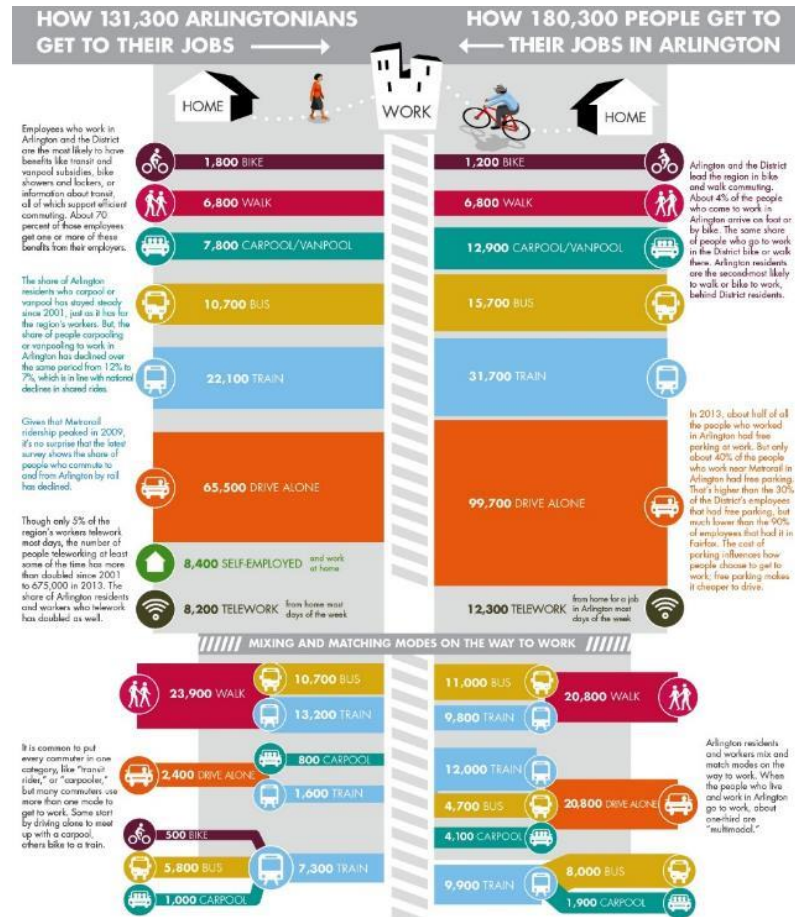 HOW 131,300 ARLINGTONIANS
GET TO THEIR JOBS
HOW 180,300 PEOPLE GET TO
THEIR JOBS IN ARLINGTON
HOME
WORK
HOME
Employees who work in
Arlington and the District
are the most likely to have
benefits like transit and
vanpool subsidies, bike
showers and lockers, or
information about transit,
all of which support efficient
commuting. About 70
percent of those employees
get one or more of these
benefits from their employers.
The share of Arlington
residents who carpool or
vanpool has stayed steady
since 2001, just as it has for
the region's workers. But, the
share of people carpooling
or vanpooling to work in
Arlington has declined over
the same period from 12% to
7%, which is in line with national
declines in shared rides.
Given that Metrorail
ridership peaked in 2009,
it's no surprise that the latest
survey shows the share of
people who commute to
and from Arlington by rail
has declined.
Though only 5% of the
region's workers telework
most days, the number of
people teleworking at least
some of the time has more
than doubled since 2001
to 675,000 in 2013. The
share of Arlington residents
and workers who telework
has doubled as well.
1,800 BIKE
6,800 WALK
7,800 CARPOOL/VANPOOL
10,700 BUS
22,100 TRAIN
65,500 DRIVE ALONE
8,400 SELF-EMPLOYED and work
at home
8,200 TELEWORK from home most
days of the week
1,200 BIKE
6,800 WALK
12,900 CARPOOL/VANPOOL
15,700 BUS
31,700 TRAIN
99,700 DRIVE ALONE
12,300 TELEWORK from home for a job
in Arlington most
days of the week
Arlington and the District
lead the region in bike
and walk commuting.
About 4% of the people
who come to work in
Arlington arrive on foot or
by bike. The same share
of people who go to work
in the District bike or walk
there. Arlington residents
are the second-most likely
to walk or bike to work,
behind District residents.
In 2013, about half of all
the people who worked
in Arlington had free
parking at work. But only
about 40% of the people
who work near Metrorail in
Arlington had free parking.
That's higher than the 30%
of the District's employees
that had free parking, but
much lower than the 90%
of employees that had it in
Fairfax. The cost of
parking influences how
people choose to get to
work; free parking makes
it cheaper to drive.
MIXING AND MATCHING MODES ON THE WAY TO WORK
23,900 WALK
10,700 BUS
13,200 TRAIN
2,400 DRIVE ALONE
800 CARPOOL
1,600 TRAIN
500 BIKE
5,800 BUS
1,000 CARPOOL
7,300 TRAIN
It is common to put
every commuter in one
category, like "transit
rider," or "carpooler,"
but many commuters use
more than one mode to
get to work. Some start
by driving alone to meet
up with a carpool,
others bike to a train.
11,000 BUS
9,800 TRAIN
20,800 WALK
12,000 TRAIN
4,700 BUS
4,100 CARPOOL
20,800 DRIVE ALONE
9,900 TRAIN
8,000 BUS
1,900 CARPOOL
Arlington residents
and workers mix and
match modes on the
way to work. When
the people who live
and work in Arlington
go to work, about
one-third are
"multimodal."